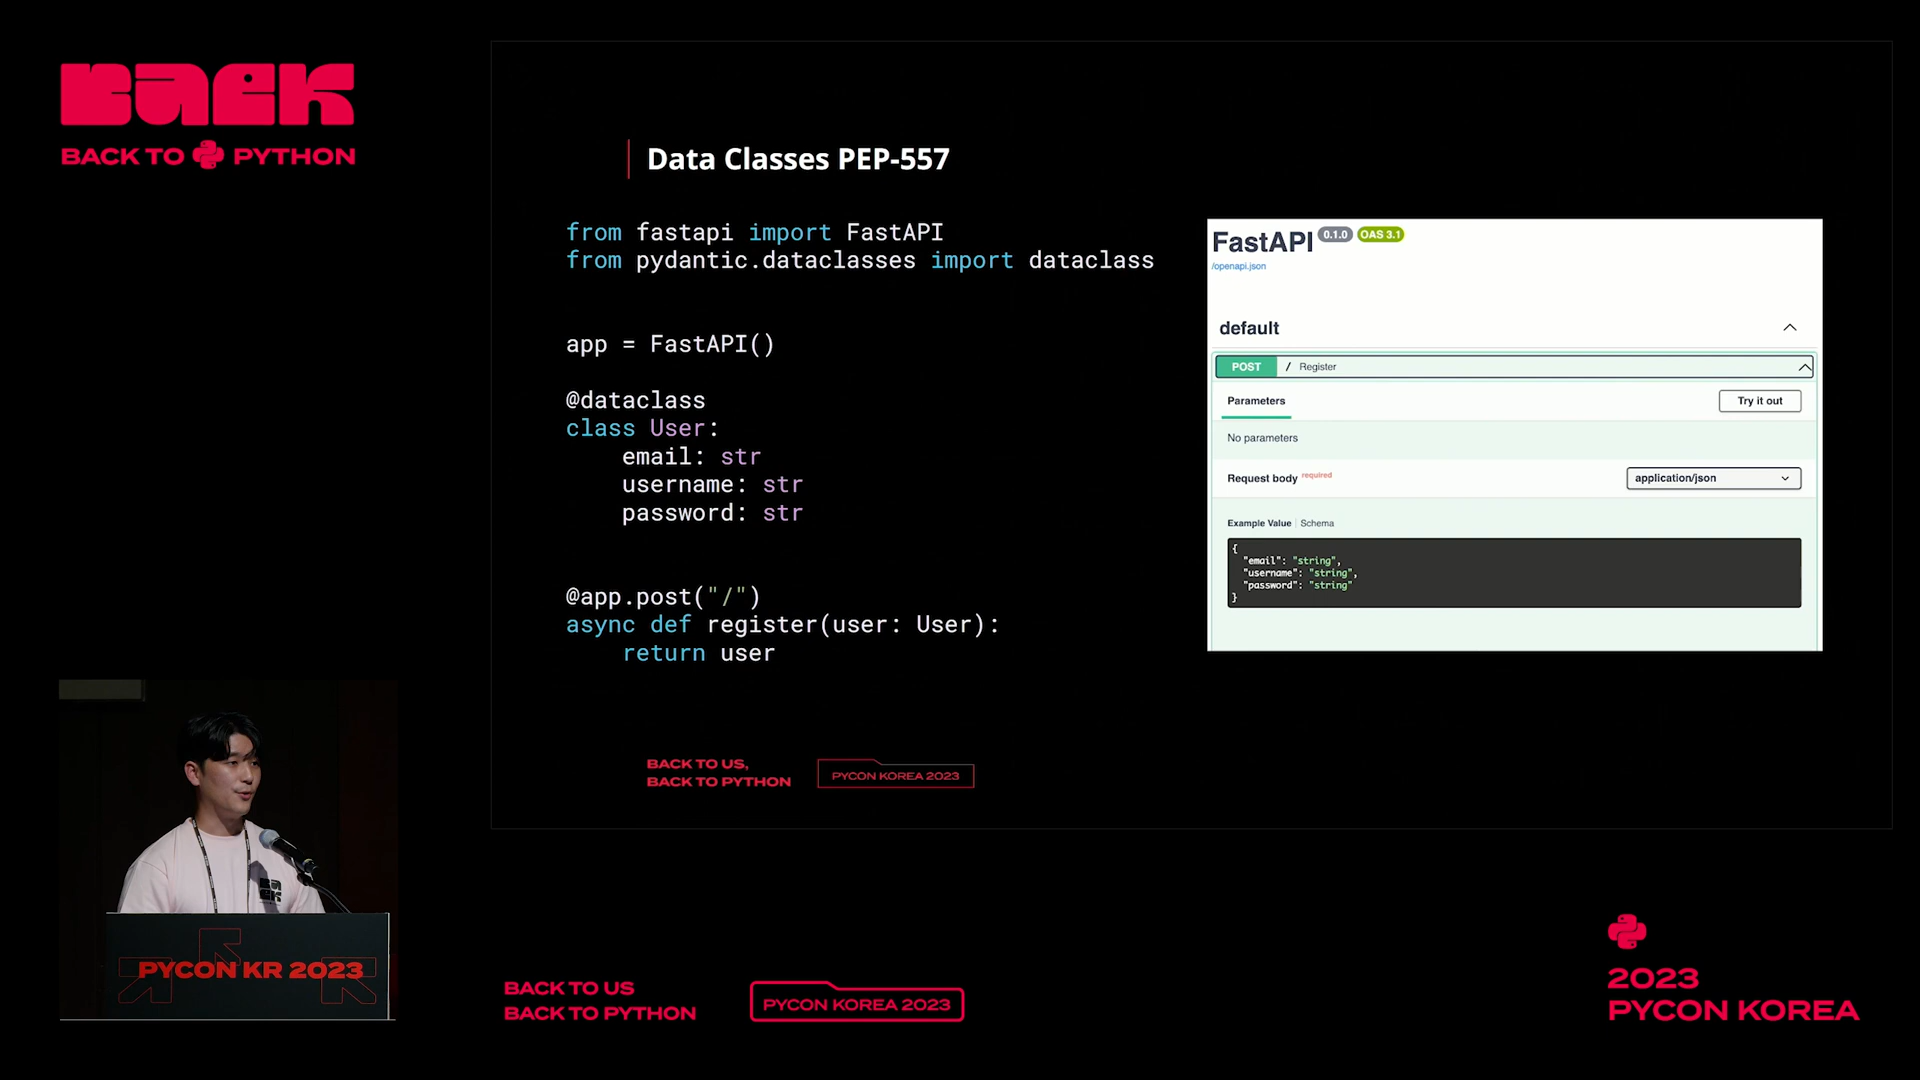 BACK
BACK TO PYTHON
Data Classes PEP-557
from fastapi import FastAPI
from pydantic.dataclasses import dataclass
app = FastAPI()
@dataclass
class User:
    email: str
    username: str
    password: str
@app.post("/")
async def register(user: User):
    return user
FastAPI 0.1.0 OAS 3.1
/openapi.json
default
POST / Register
Parameters
Try it out
No parameters
Request body required
application/json
Example Value | Schema
{
  "email": "string",
  "username": "string",
  "password": "string"
}
BACK TO US,
BACK TO PYTHON
PYCON KOREA 2023
PYCON KR 2023
BACK TO US
BACK TO PYTHON
PYCON KOREA 2023
2023
PYCON KOREA